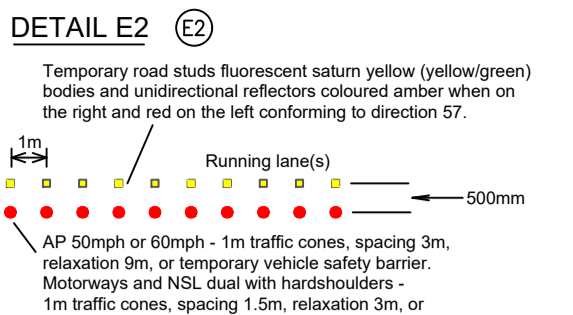 DETAIL E2 E2
Temporary road studs fluorescent saturn yellow (yellow/green)
bodies and unidirectional reflectors coloured amber when on
the right and red on the left conforming to direction 57.
1m
Running lane(s)
500mm
AP 50mph or 60mph - 1m traffic cones, spacing 3m,
relaxation 9m, or temporary vehicle safety barrier.
Motorways and NSL dual with hardshoulders -
1m traffic cones, spacing 1.5m, relaxation 3m, or